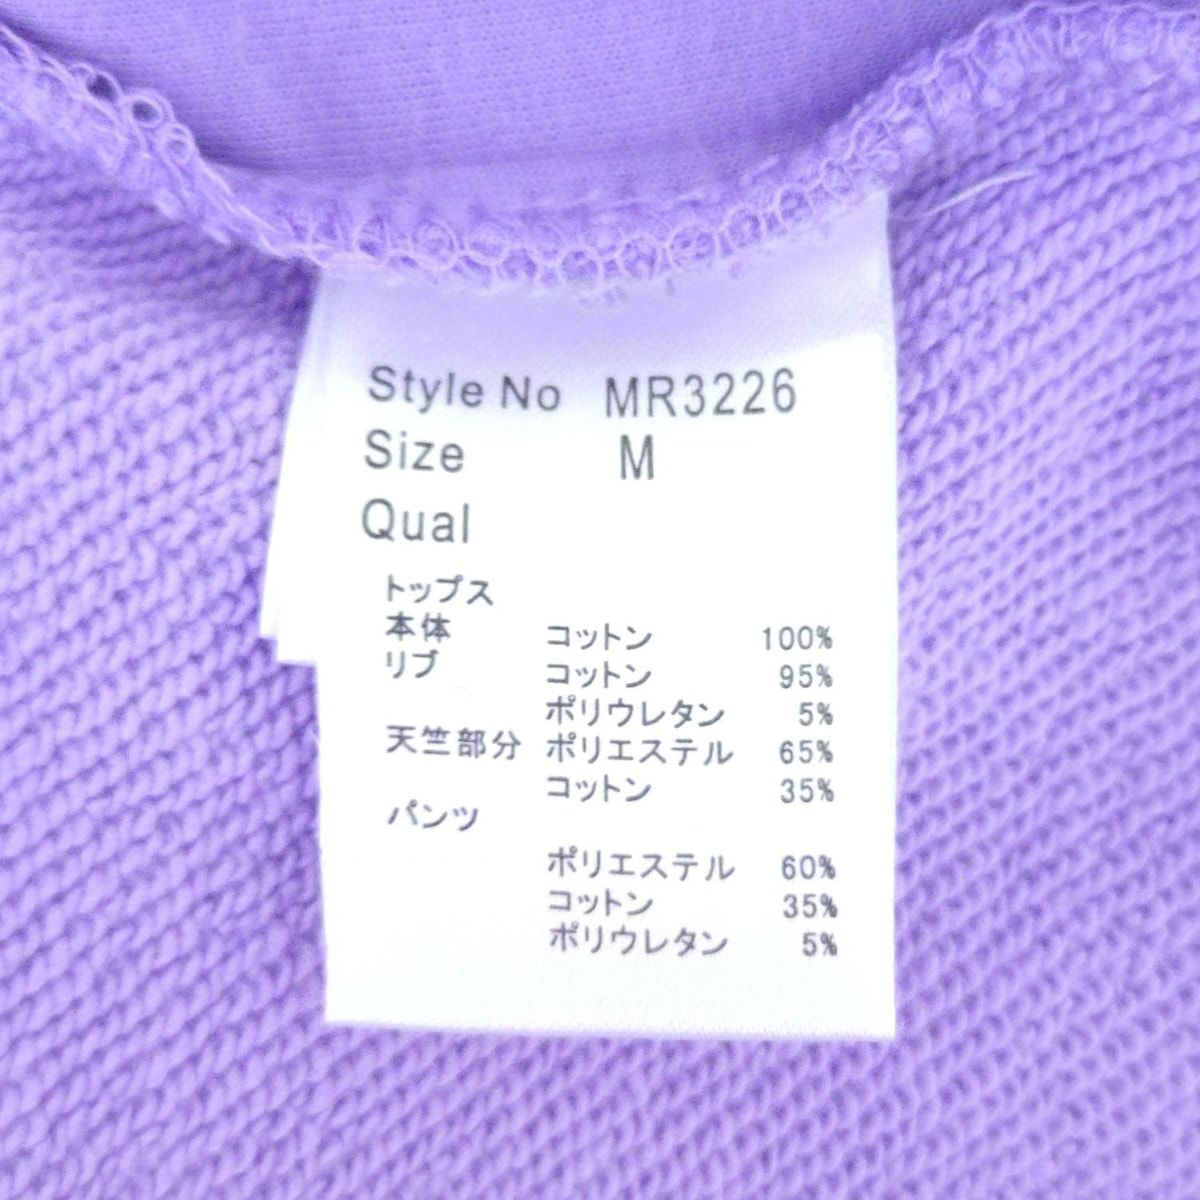 Style No MR3226
Size M
Qual
トップス
本体 コットン 100%
リブ コットン 95%
ポリウレタン 5%
天竺部分 ポリエステル 65%
コットン 35%
パンツ
ポリエステル 60%
コットン 35%
ポリウレタン 5%